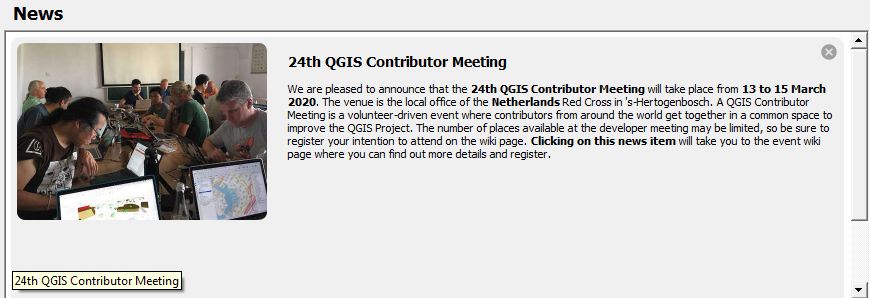 News
24th QGIS Contributor Meeting
We are pleased to announce that the 24th QGIS Contributor Meeting will take place from 13 to 15 March
2020. The venue is the local office of the Netherlands Red Cross in 's-Hertogenbosch. A QGIS Contributor
Meeting is a volunteer-driven event where contributors from around the world get together in a common space to
improve the QGIS Project. The number of places available at the developer meeting may be limited, so be sure to
register your intention to attend on the wiki page. Clicking on this news item will take you to the event wiki
page where you can find out more details and register.
24th QGIS Contributor Meeting